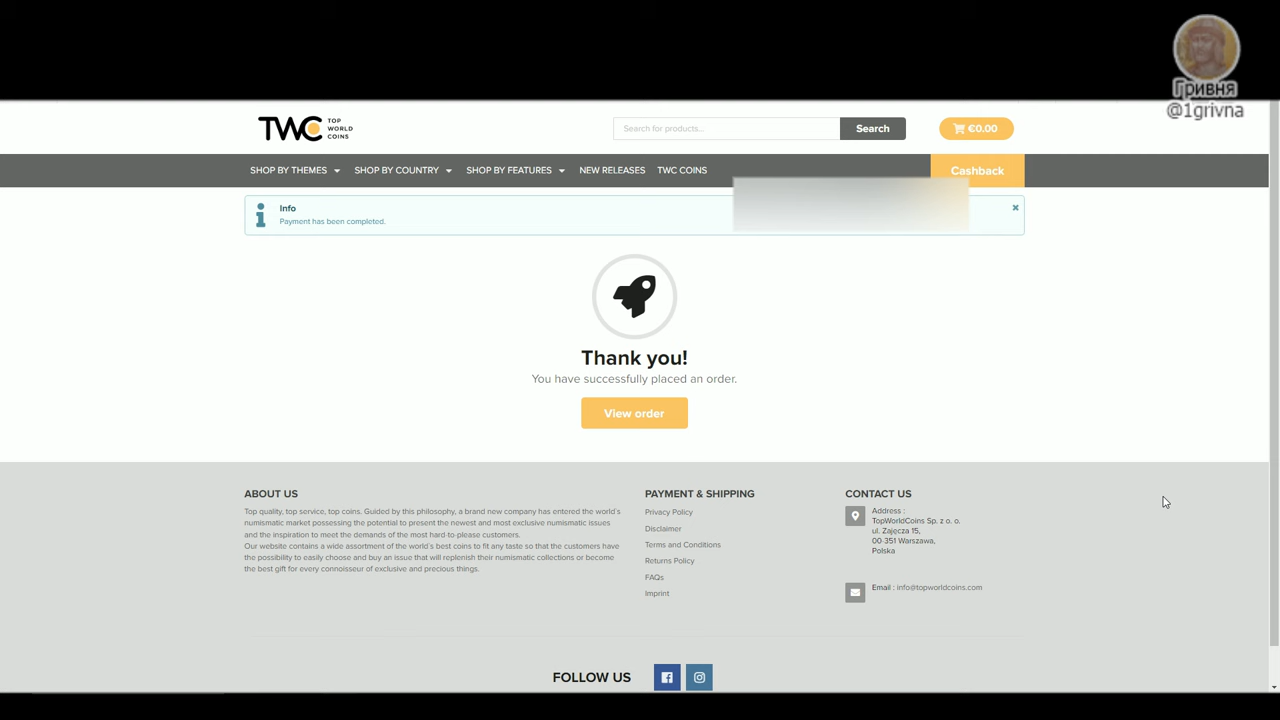 Гривня
@1grivna
TWC TOP
WORLD
COINS
Search for products...
Search
€0.00
SHOP BY THEMES
SHOP BY COUNTRY
SHOP BY FEATURES
NEW RELEASES
TWC COINS
Cashback
Info
Payment has been completed.
Thank you!
You have successfully placed an order.
View order
ABOUT US
Top quality, top service, top coins. Guided by this philosophy, a brand new company has entered the world`s
numismatic market possessing the potential to present the newest and most exclusive numismatic issues
and the inspiration to meet the demands of the most hard-to-please customers.
Our website contains a wide assortment of the world`s best coins to fit any taste so that the customers have
the possibility to easily choose and buy an issue that will replenish their numismatic collections or become
the best gift for every connoisseur of exclusive and precious things.
PAYMENT & SHIPPING
Privacy Policy
Disclaimer
Terms and Conditions
Returns Policy
FAQs
Imprint
CONTACT US
Address :
TopWorldCoins Sp. z o. o.
ul. Zajęcza 15,
00-351 Warszawa,
Polska
Email : info@topworldcoins.com
FOLLOW US